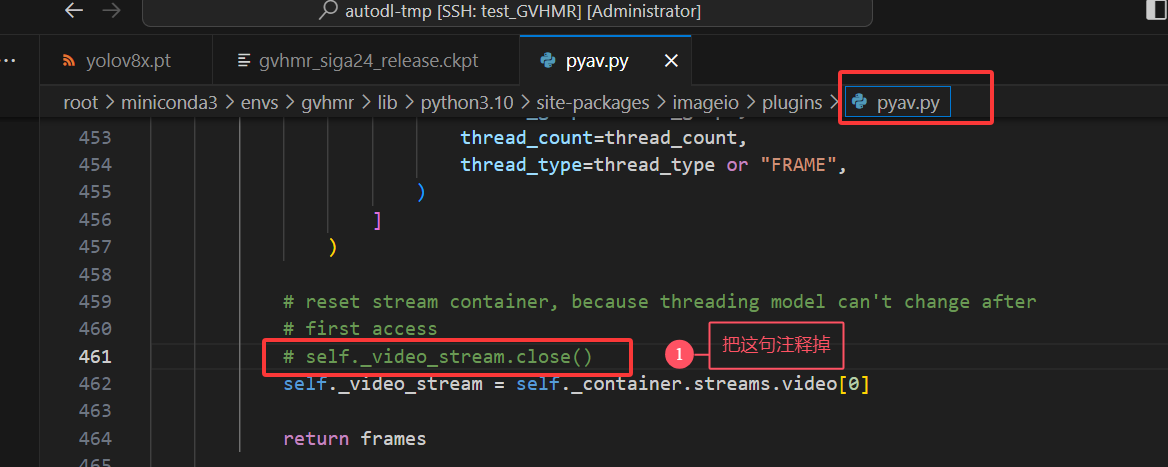 autodl-tmp [SSH: test_GVHMR] [Administrator]
yolov8x.pt
gvhmr_siga24_release.ckpt
pyav.py
root > miniconda3 > envs > gvhmr > lib > python3.10 > site-packages > imageio > plugins > pyav.py
453 thread_count=thread_count,
454 thread_type=thread_type or "FRAME",
455 )
456 ]
457 )
458
459 # reset stream container, because threading model can't change after
460 # first access
461 # self._video_stream.close()
1 把这句注释掉
462 self._video_stream = self._container.streams.video[0]
463
464 return frames